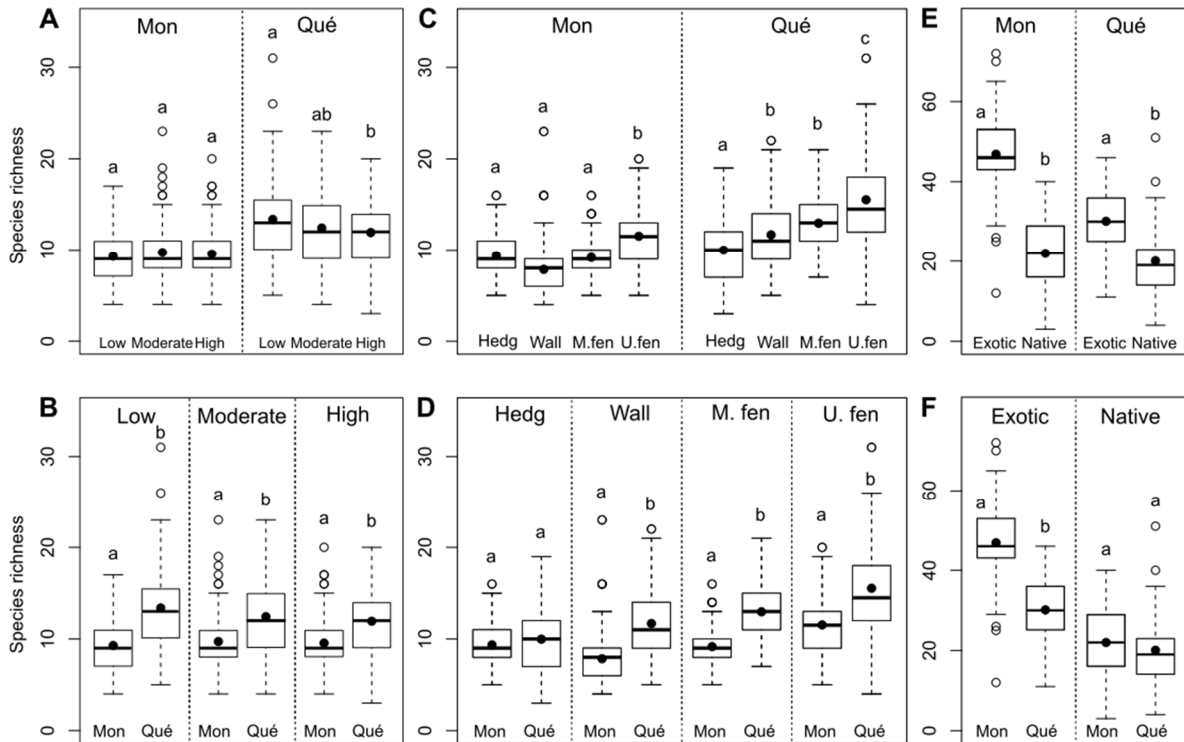 A
Mon Qué
Species richness
0 10 20 30
a a a a ab b
Low Moderate High Low Moderate High
C
Mon Qué
0 10 20 30
a a a b a b b c
Hedg Wall M.fen U.fen Hedg Wall M.fen U.fen
E
Mon Qué
0 20 40 60
a b a b
Exotic Native Exotic Native
B
Low Moderate High
Species richness
0 10 20 30
a b a b a b
Mon Qué Mon Qué Mon Qué
D
Hedg Wall M. fen U. fen
0 10 20 30
a a a b a b a b
Mon Qué Mon Qué Mon Qué Mon Qué
F
Exotic Native
0 20 40 60
a b a a
Mon Qué Mon Qué